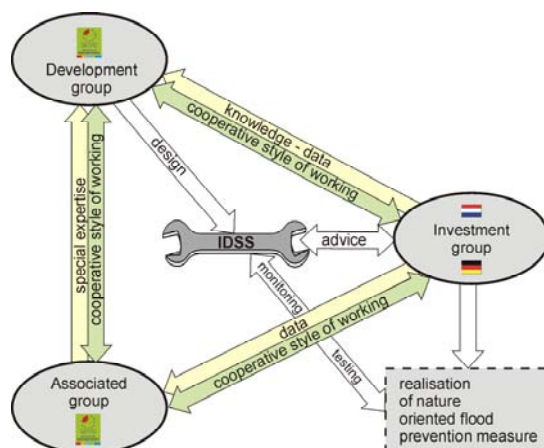 Development
group
knowledge - data
cooperative style of working
design
special expertise
cooperative style of working
IDSS
advice
Investment
group
monitoring
testing
data
cooperative style of working
Associated
group
realisation
of nature
oriented flood
prevention measure